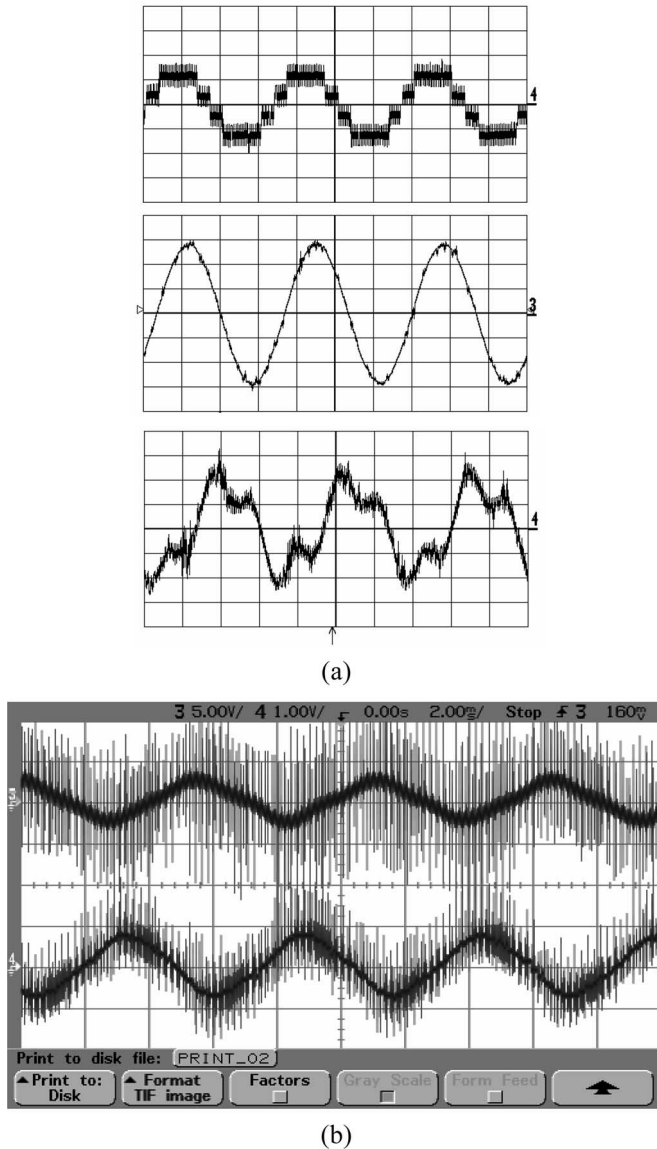 4
3
4
(a)
3 5.00V/ 4 1.00V/ 0.00s 2.00ms/ Stop 3 160mV
4
Print to disk file: PRINT_02
Print to: Disk
Format TIF image
Factors
Gray Scale
Form Feed
(b)